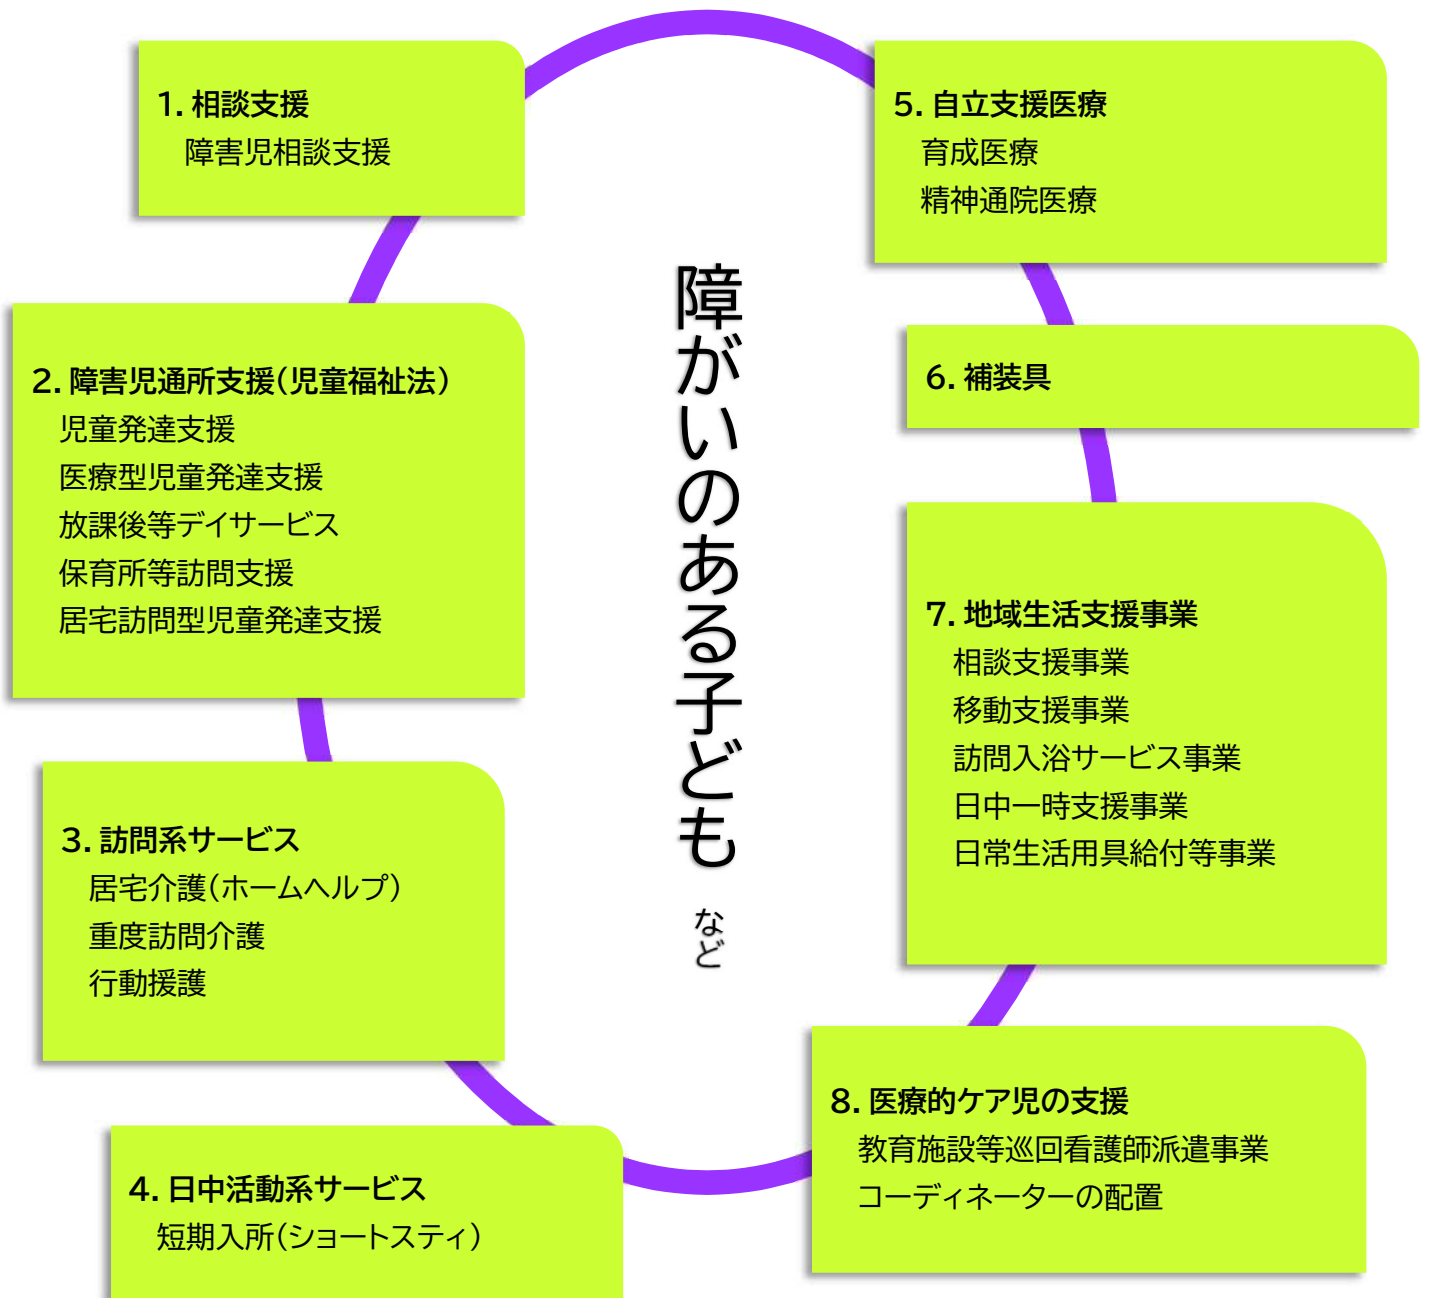 1. 相談支援
障害児相談支援
2. 障害児通所支援(児童福祉法)
児童発達支援
医療型児童発達支援
放課後等デイサービス
保育所等訪問支援
居宅訪問型児童発達支援
3. 訪問系サービス
居宅介護(ホームヘルプ)
重度訪問介護
行動援護
4. 日中活動系サービス
短期入所(ショートスティ)
障がいのある子ども など
5. 自立支援医療
育成医療
精神通院医療
6. 補装具
7. 地域生活支援事業
相談支援事業
移動支援事業
訪問入浴サービス事業
日中一時支援事業
日常生活用具給付等事業
8. 医療的ケア児の支援
教育施設等巡回看護師派遣事業
コーディネーターの配置